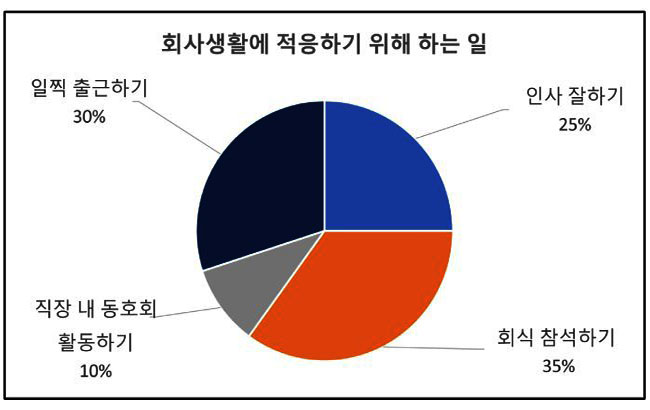 회사생활에 적응하기 위해 하는 일
일찍 출근하기
30%
인사 잘하기
25%
직장 내 동호회
활동하기
10%
회식 참석하기
35%